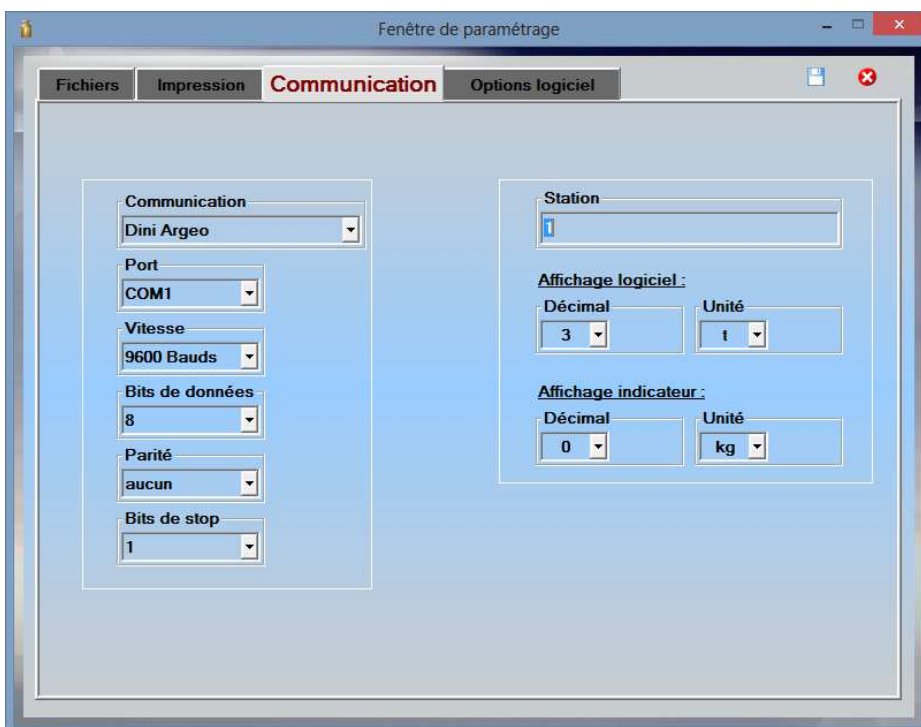 Fenêtre de paramétrage
Fichiers Impression Communication Options logiciel
Communication
Dini Argeo
Port
COM1
Vitesse
9600 Bauds
Bits de données
8
Parité
aucun
Bits de stop
1
Station
1
Affichage logiciel :
Décimal Unité
3 t
Affichage indicateur :
Décimal Unité
0 kg